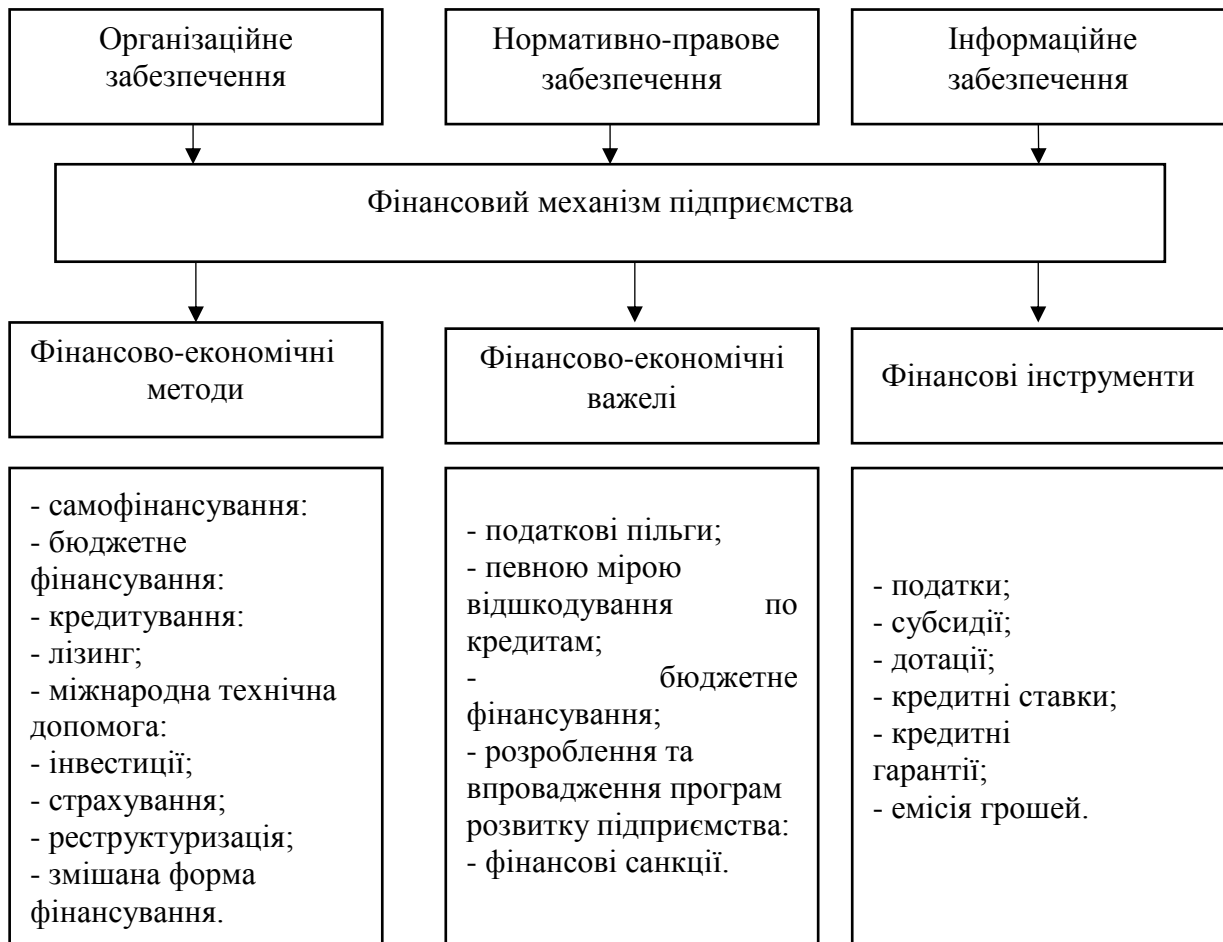 Організаційне
забезпечення
Нормативно-правове
забезпечення
Інформаційне
забезпечення
Фінансовий механізм підприємства
Фінансово-економічні
методи
Фінансово-економічні
важелі
Фінансові інструменти
- самофінансування:
- бюджетне
фінансування:
- кредитування:
- лізинг;
- міжнародна технічна
допомога:
- інвестиції;
- страхування;
- реструктуризація;
- змішана форма
фінансування.
- податкові пільги;
- певною мірою
відшкодування по
кредитам;
- бюджетне
фінансування;
- розроблення та
впровадження програм
розвитку підприємства:
- фінансові санкції.
- податки;
- субсидії;
- дотації;
- кредитні ставки;
- кредитні
гарантії;
- емісія грошей.